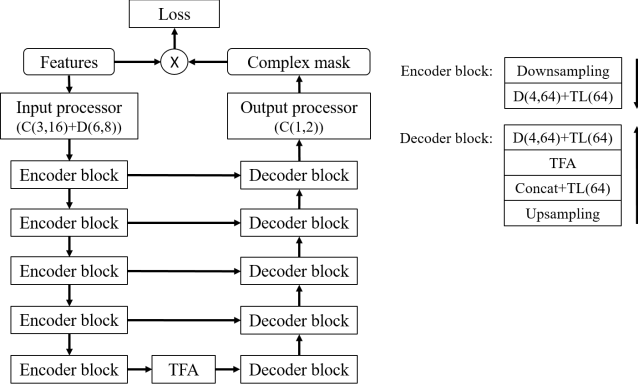 Loss
Features
X
Complex mask
Input processor
(C(3,16)+D(6,8))
Output processor
(C(1,2))
Encoder block
Decoder block
Encoder block
Decoder block
Encoder block
Decoder block
Encoder block
Decoder block
Encoder block
TFA
Decoder block
Encoder block:
Downsampling
D(4,64)+TL(64)
Decoder block:
D(4,64)+TL(64)
TFA
Concat+TL(64)
Upsampling